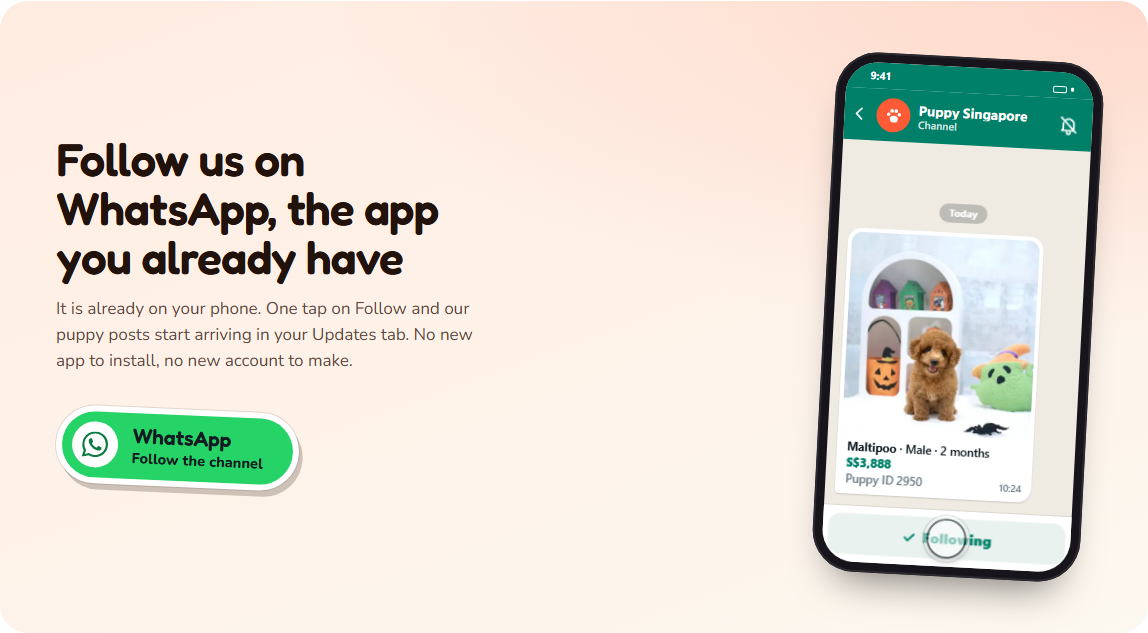 Follow us on
WhatsApp, the app
you already have
It is already on your phone. One tap on Follow and our
puppy posts start arriving in your Updates tab. No new
app to install, no new account to make.
WhatsApp
Follow the channel
9:41
Puppy Singapore
Channel
Today
Maltipoo · Male · 2 months
S$3,888
Puppy ID 2950
10:24
Following